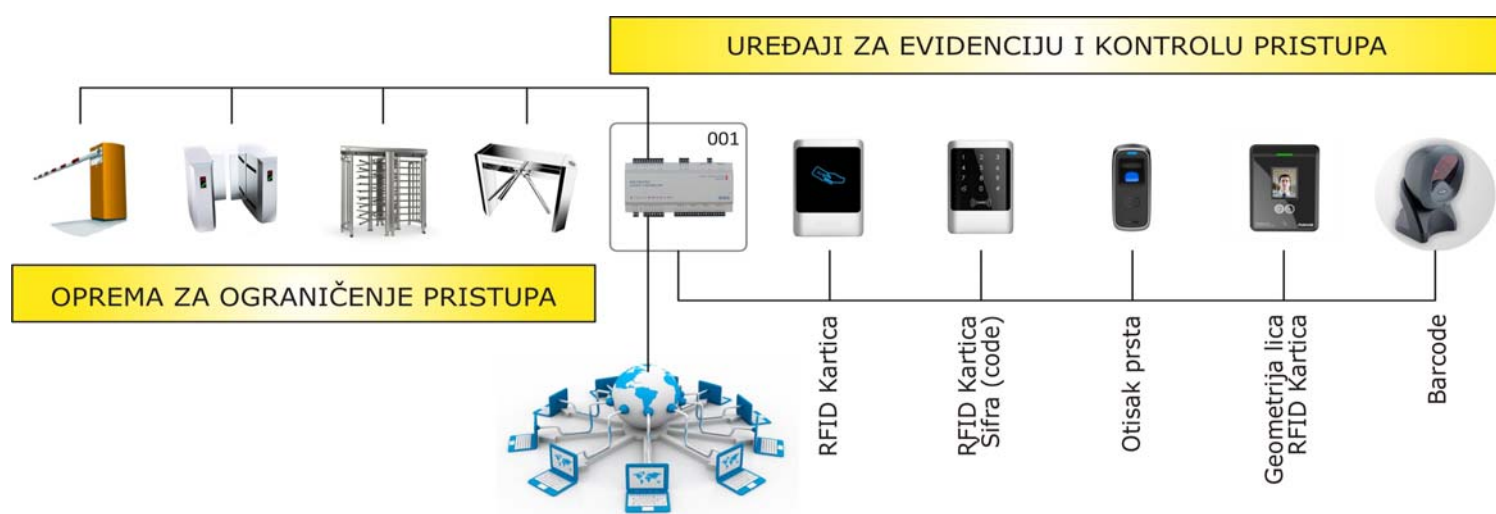 UREĐAJI ZA EVIDENCIJU I KONTROLU PRISTUPA
001
OPREMA ZA OGRANIČENJE PRISTUPA
RFID Kartica
RFID Kartica
Šifra (code)
Otisak prsta
Geometrija lica
RFID Kartica
Barcode